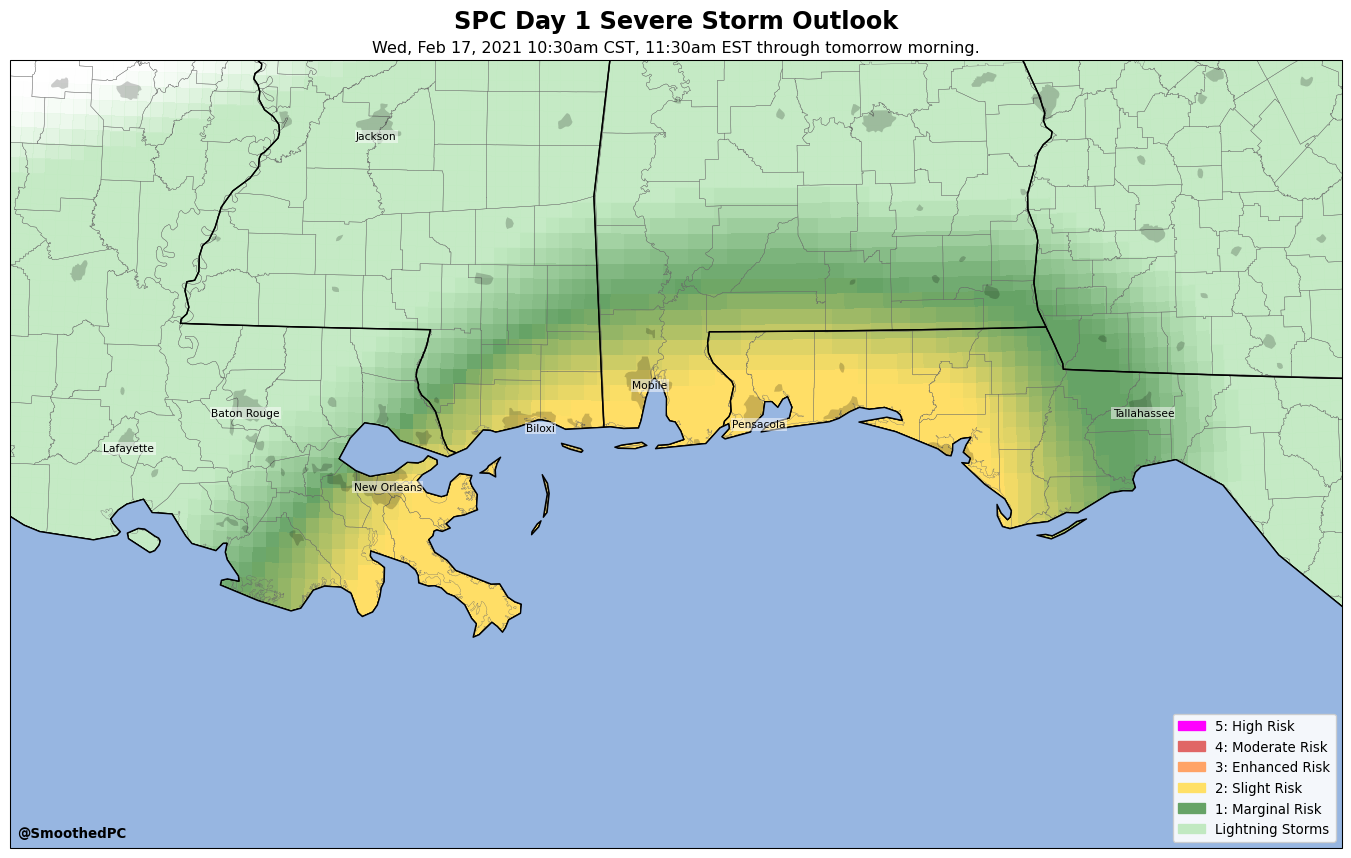 SPC Day 1 Severe Storm Outlook
Wed, Feb 17, 2021 10:30am CST, 11:30am EST through tomorrow morning.
Jackson
Mobile
Baton Rouge
Tallahassee
Pensacola
Biloxi
Lafayette
New Orleans
5: High Risk
4: Moderate Risk
3: Enhanced Risk
2: Slight Risk
1: Marginal Risk
Lightning Storms
@SmoothedPC